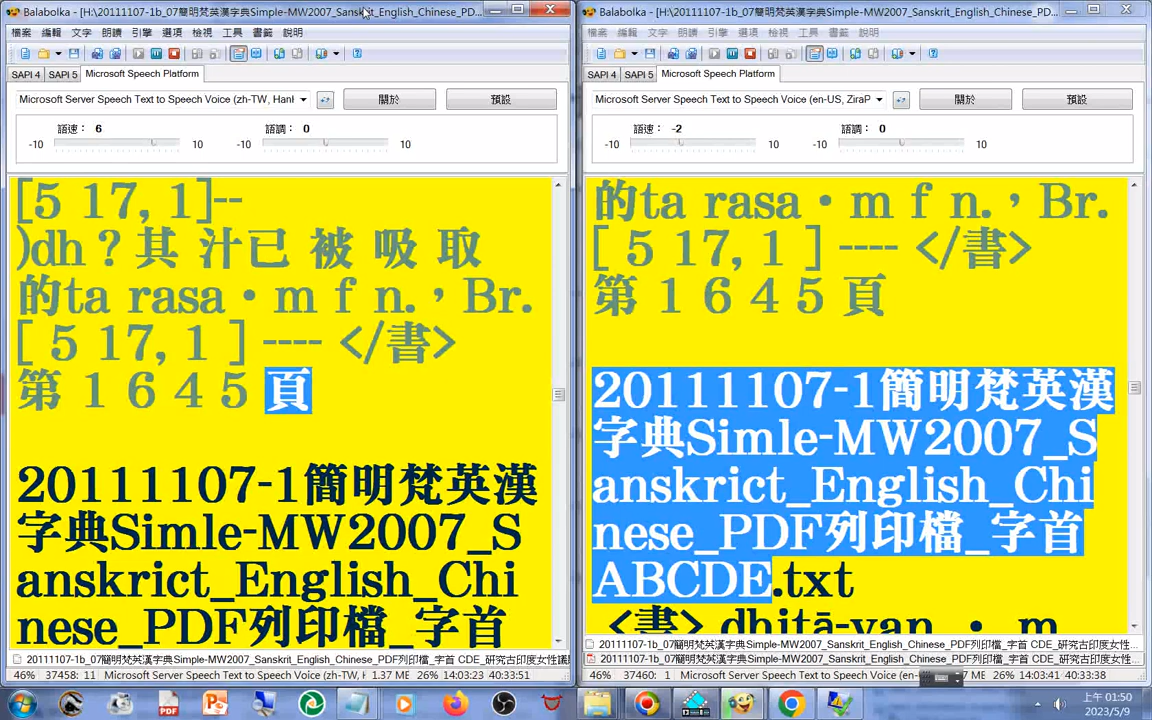 Balabolka - [H:\20111107-1b_07簡明梵英漢字典Simple-MW2007_Sanskrit_English_Chinese_PD...
檔案 編輯 文字 朗讀 引擎 選項 檢視 工具 書籤 說明
SAPI 4 SAPI 5 Microsoft Speech Platform
Microsoft Server Speech Text to Speech Voice (zh-TW, HanH
關於
預設
語速： 6
語調： 0
-10 10 -10 10
[5 17, 1]--
)dh？其 汁已 被 吸 取
的ta rasa・m f n.，Br.
[ 5 17, 1 ] ---- </書>
第 1 6 4 5 頁
20111107-1簡明梵英漢
字典Simle-MW2007_S
anskrict_English_Chi
nese_PDF列印檔_字首
20111107-1b_07簡明梵英漢字典Simple-MW2007_Sanskrit_English_Chinese_PDF列印檔_字首 CDE_研究古印度女性議
46% 37458: 11 Microsoft Server Speech Text to Speech Voice (zh-TW, H 1.37 MB 26% 14:03:23 40:33:51
Balabolka - [H:\20111107-1b_07簡明梵英漢字典Simple-MW2007_Sanskrit_English_Chinese_PD...
檔案 編輯 文字 朗讀 引擎 選項 檢視 工具 書籤 說明
SAPI 4 SAPI 5 Microsoft Speech Platform
Microsoft Server Speech Text to Speech Voice (en-US, ZiraP
關於
預設
語速： -2
語調： 0
-10 10 -10 10
的ta rasa・m f n.，Br.
[ 5 17, 1 ] ---- </書>
第 1 6 4 5 頁
20111107-1簡明梵英漢
字典Simle-MW2007_S
anskrict_English_Chi
nese_PDF列印檔_字首
ABCDE.txt
<書> dhitā-van ・ m
20111107-1b_07簡明梵英漢字典Simple-MW2007_Sanskrit_English_Chinese_PDF列印檔_字首 CDE_研究古印度女性...
20111107-1b_07簡明梵英漢字典Simple-MW2007_Sanskrit_English_Chinese_PDF列印檔_字首 CDE_研究古印度女性...
46% 37460: 1 Microsoft Server Speech Text to Speech Voice 26% 14:03:41 40:33:38
上午 01:50
2023/5/9